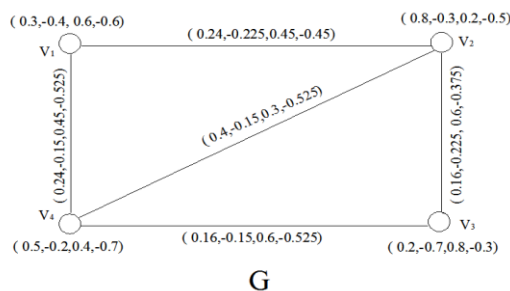 ( 0.3,-0.4, 0.6,-0.6)
( 0.8,-0.3,0.2,-0.5)
( 0.24,-0.225,0.45,-0.45)
V₁
V₂
( 0.24,-0.15,0.45,-0.525)
( 0.4,-0.15,0.3,-0.525)
( 0.16,-0.225, 0.6,-0.375)
V₄
V₃
( 0.5,-0.2,0.4,-0.7)
( 0.16,-0.15,0.6,-0.525)
( 0.2,-0.7,0.8,-0.3)
G